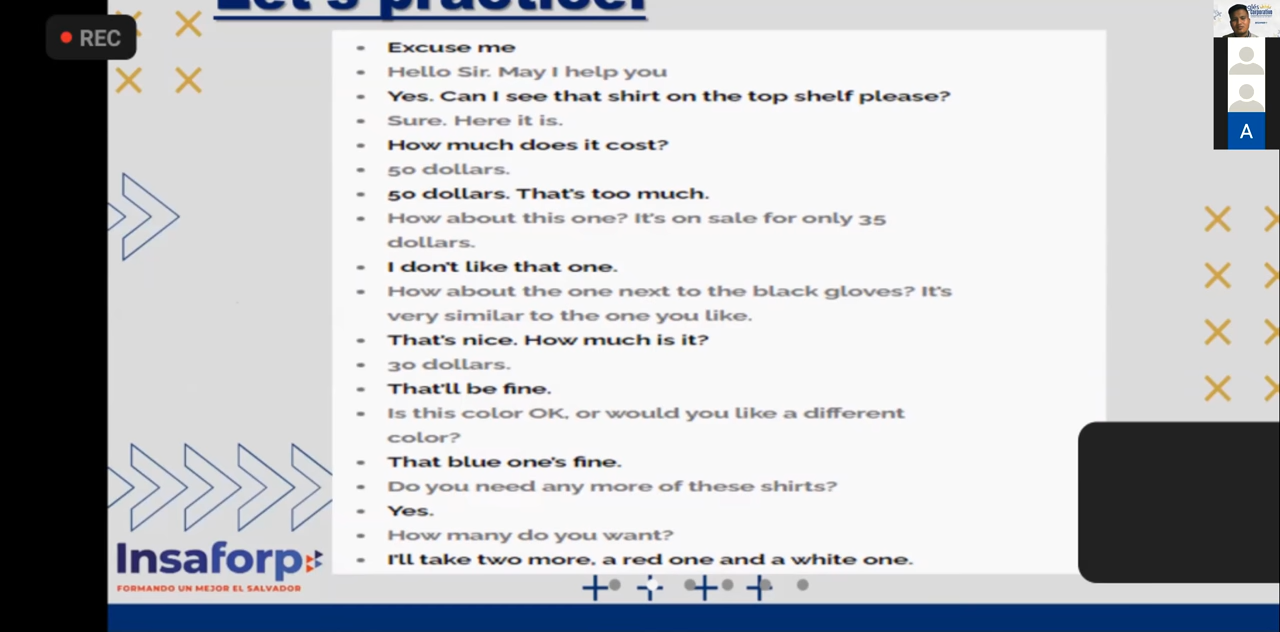 Let's practice!
REC
Excuse me
Hello Sir. May I help you
Yes. Can I see that shirt on the top shelf please?
Sure. Here it is.
How much does it cost?
50 dollars.
50 dollars. That's too much.
How about this one? It's on sale for only 35
dollars.
I don't like that one.
How about the one next to the black gloves? It's
very similar to the one you like.
That's nice. How much is it?
30 dollars.
That'll be fine.
Is this color OK, or would you like a different
color?
That blue one's fine.
Do you need any more of these shirts?
Yes.
How many do you want?
I'll take two more, a red one and a white one.
Insaforp
FORMANDO UN MEJOR EL SALVADOR
A